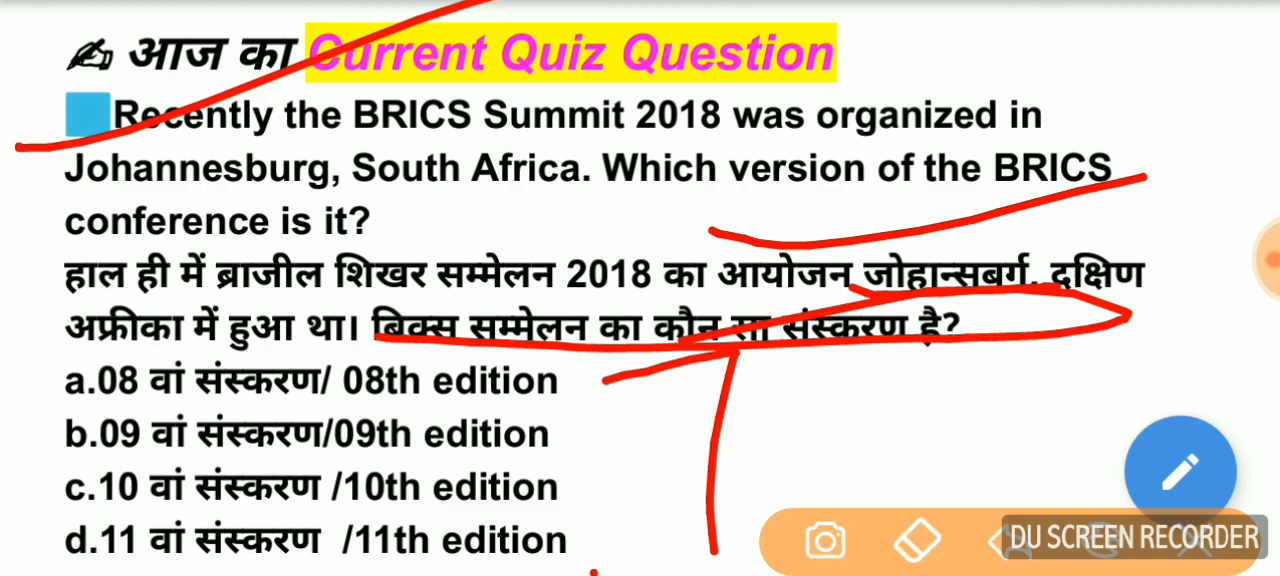 ✍ आज का Current Quiz Question
Recently the BRICS Summit 2018 was organized in
Johannesburg, South Africa. Which version of the BRICS
conference is it?
हाल ही में ब्राजील शिखर सम्मेलन 2018 का आयोजन जोहान्सबर्ग, दक्षिण
अफ्रीका में हुआ था। बिक्स सम्मेलन का कौन सा संस्करण है?
a.08 वां संस्करण/ 08th edition
b.09 वां संस्करण/09th edition
c.10 वां संस्करण /10th edition
d.11 वां संस्करण /11th edition
DU SCREEN RECORDER